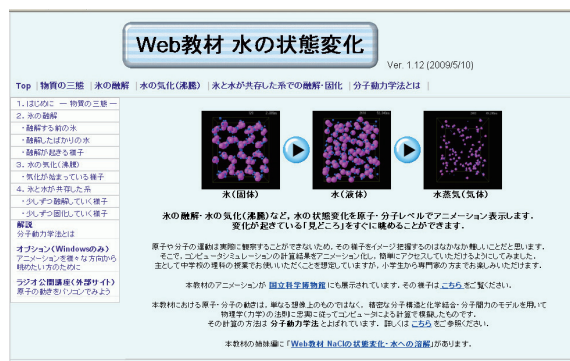 Web教材 水の状態変化
Ver. 1.12 (2009/5/10)
Top | 物質の三態 | 氷の融解 | 水の気化(沸騰) | 氷と水が共存した系での融解・固化 | 分子動力学法とは |
1. はじめに ― 物質の三態 ―
2. 氷の融解
・融解する前の氷
・融解したばかりの水
・融解が起きる様子
3. 水の気化(沸騰)
・気化が始まっている様子
4. 氷と水が共存した系
・少しずつ融解していく様子
・少しずつ固化していく様子
解説
分子動力学法とは
オプション(Windowsのみ)
アニメーションを様々な方向から
眺めたい方のために
ラジオ公開講座(外部サイト)
原子の動きをパソコンでみよう
氷(固体) 水(液体) 水蒸気(気体)
氷の融解・水の気化(沸騰)など，水の状態変化を原子・分子レベルでアニメーション表示します。
変化が起きている「見どころ」をすぐに眺めることができます。
原子や分子の運動は実際に観察することができないため，その様子をイメージ把握するのはなかなか難しいことだと思います。
そこで，コンピュータシミュレーションの計算結果をアニメーション化し，簡単にアクセスしていただけるようにしてみました。
主として中学校の理科の授業でお使いいただくことを想定していますが，小学生から専門家の方までお楽しみいただけます。
本教材のアニメーションが 国立科学博物館 にも展示されています。その様子は こちら をご覧ください。
本教材における原子・分子の動きは，単なる想像上のものではなく，精密な分子構造と化学結合・分子間力のモデルを用いて
物理学(力学)の法則に忠実に従ってコンピュータによる計算で模擬したものです。
その計算の方法は 分子動力学法 とよばれています．詳しくは こちら をご参照ください。
本教材の姉妹編に「Web教材 NaClの状態変化・水への溶解」があります．